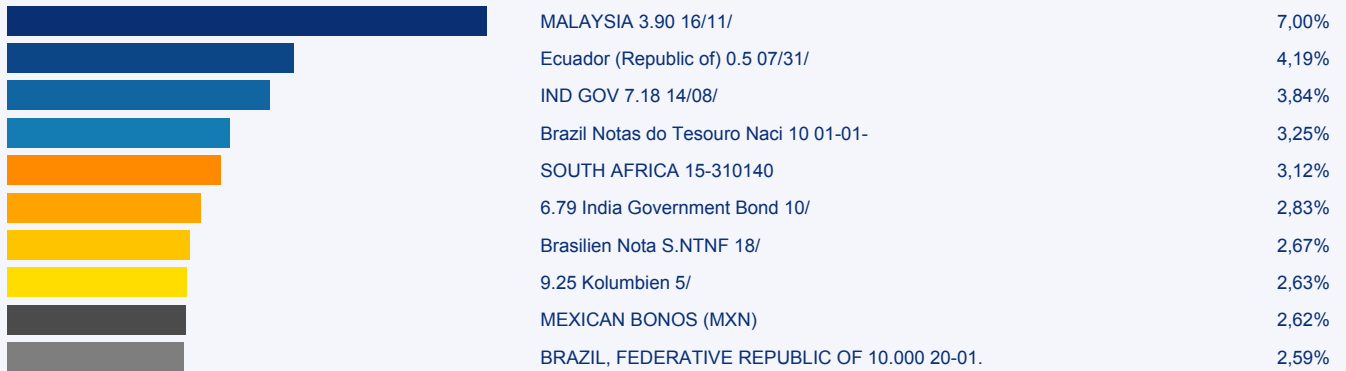 MALAYSIA 3.90 16/11/ 7,00%
Ecuador (Republic of) 0.5 07/31/ 4,19%
IND GOV 7.18 14/08/ 3,84%
Brazil Notas do Tesouro Naci 10 01-01- 3,25%
SOUTH AFRICA 15-310140 3,12%
6.79 India Government Bond 10/ 2,83%
Brasilien Nota S.NTNF 18/ 2,67%
9.25 Kolumbien 5/ 2,63%
MEXICAN BONOS (MXN) 2,62%
BRAZIL, FEDERATIVE REPUBLIC OF 10.000 20-01. 2,59%